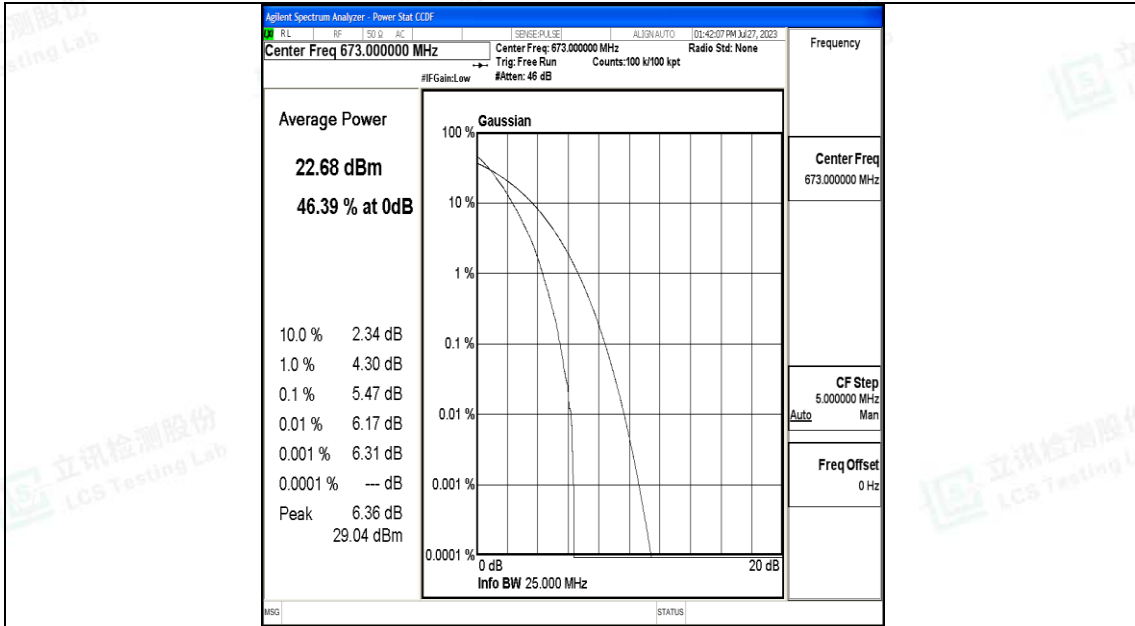 Agilent Spectrum Analyzer - Power Stat CCDF
RL RF 50 Ω AC SENSE:PULSE ALIGN AUTO 01:42:07 PM Jul 27, 2023
Center Freq 673.000000 MHz
Center Freq: 673.000000 MHz Radio Std: None
Trig: Free Run Counts:100 k/100 kpt
#IFGain:Low #Atten: 46 dB
Frequency
Average Power
22.68 dBm
46.39 % at 0dB
10.0 % 2.34 dB
1.0 % 4.30 dB
0.1 % 5.47 dB
0.01 % 6.17 dB
0.001 % 6.31 dB
0.0001 % --- dB
Peak 6.36 dB
29.04 dBm
Gaussian
100 %
10 %
1 %
0.1 %
0.01 %
0.001 %
0.0001 %
0 dB 20 dB
Info BW 25.000 MHz
Center Freq
673.000000 MHz
CF Step
5.000000 MHz
Auto Man
Freq Offset
0 Hz
MSG STATUS
立讯检测股份
LCS Testing Lab